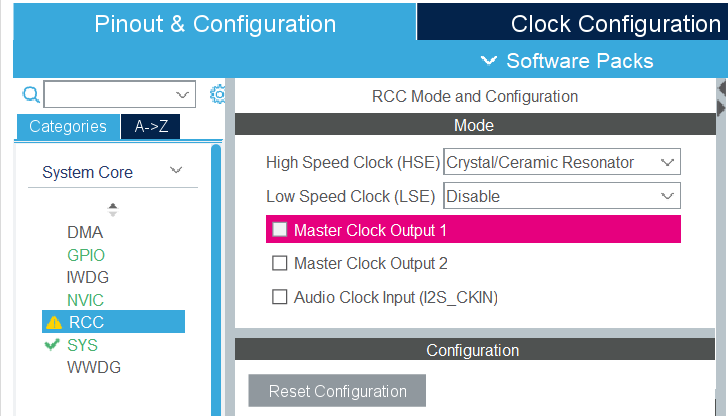 Pinout & Configuration
Clock Configuration
Software Packs
Categories
A->Z
System Core
DMA
GPIO
IWDG
NVIC
RCC
SYS
WWDG
RCC Mode and Configuration
Mode
High Speed Clock (HSE) Crystal/Ceramic Resonator
Low Speed Clock (LSE) Disable
Master Clock Output 1
Master Clock Output 2
Audio Clock Input (I2S_CKIN)
Configuration
Reset Configuration